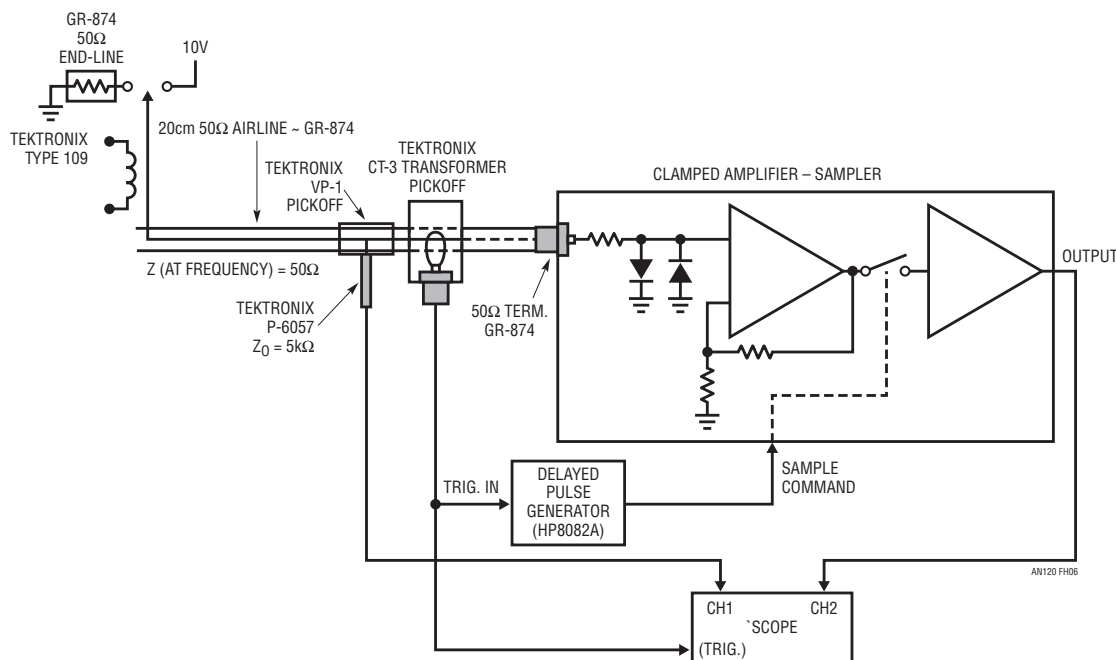 GR-874
50Ω
END-LINE
10V
20cm 50Ω AIRLINE ~ GR-874
TEKTRONIX
TYPE 109
TEKTRONIX
VP-1
PICKOFF
TEKTRONIX
CT-3 TRANSFORMER
PICKOFF
CLAMPED AMPLIFIER – SAMPLER
OUTPUT
Z (AT FREQUENCY) = 50Ω
TEKTRONIX
P-6057
Z0 = 5kΩ
50Ω TERM.
GR-874
TRIG. IN
DELAYED
PULSE
GENERATOR
(HP8082A)
SAMPLE
COMMAND
AN120 FH06
CH1
CH2
`SCOPE
(TRIG.)